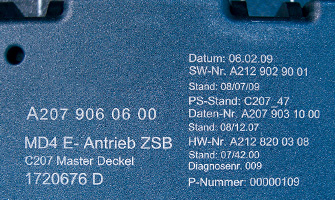 A207 906 06 00
MD4 E- Antrieb ZSB
C207 Master Deckel
1720676 D
Datum: 06.02.09
SW-Nr. A212 902 90 01
Stand: 08/07/09
PS-Stand: C207_47
Daten-Nr. A207 903 10 00
Stand: 08/12.07
HW-Nr. A212 820 03 08
Stand: 07/42.00
Diagnosenr. 009
P-Nummer: 00000109